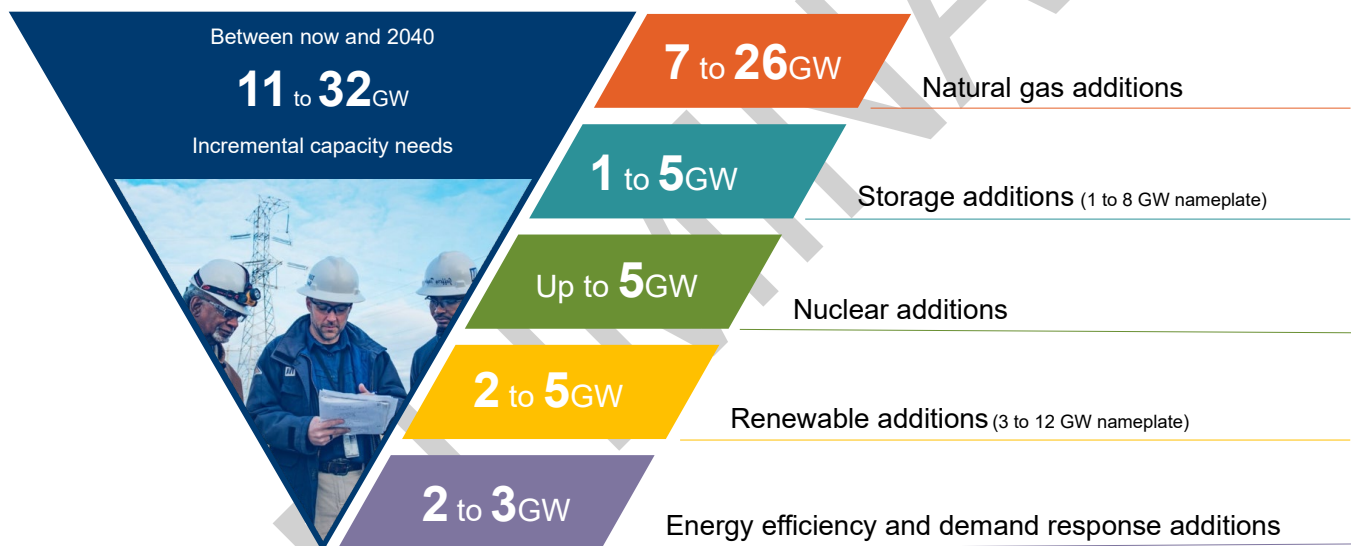 Between now and 2040
11 to 32GW
Incremental capacity needs
7 to 26GW
Natural gas additions
1 to 5GW
Storage additions (1 to 8 GW nameplate)
Up to 5GW
Nuclear additions
2 to 5GW
Renewable additions (3 to 12 GW nameplate)
2 to 3GW
Energy efficiency and demand response additions